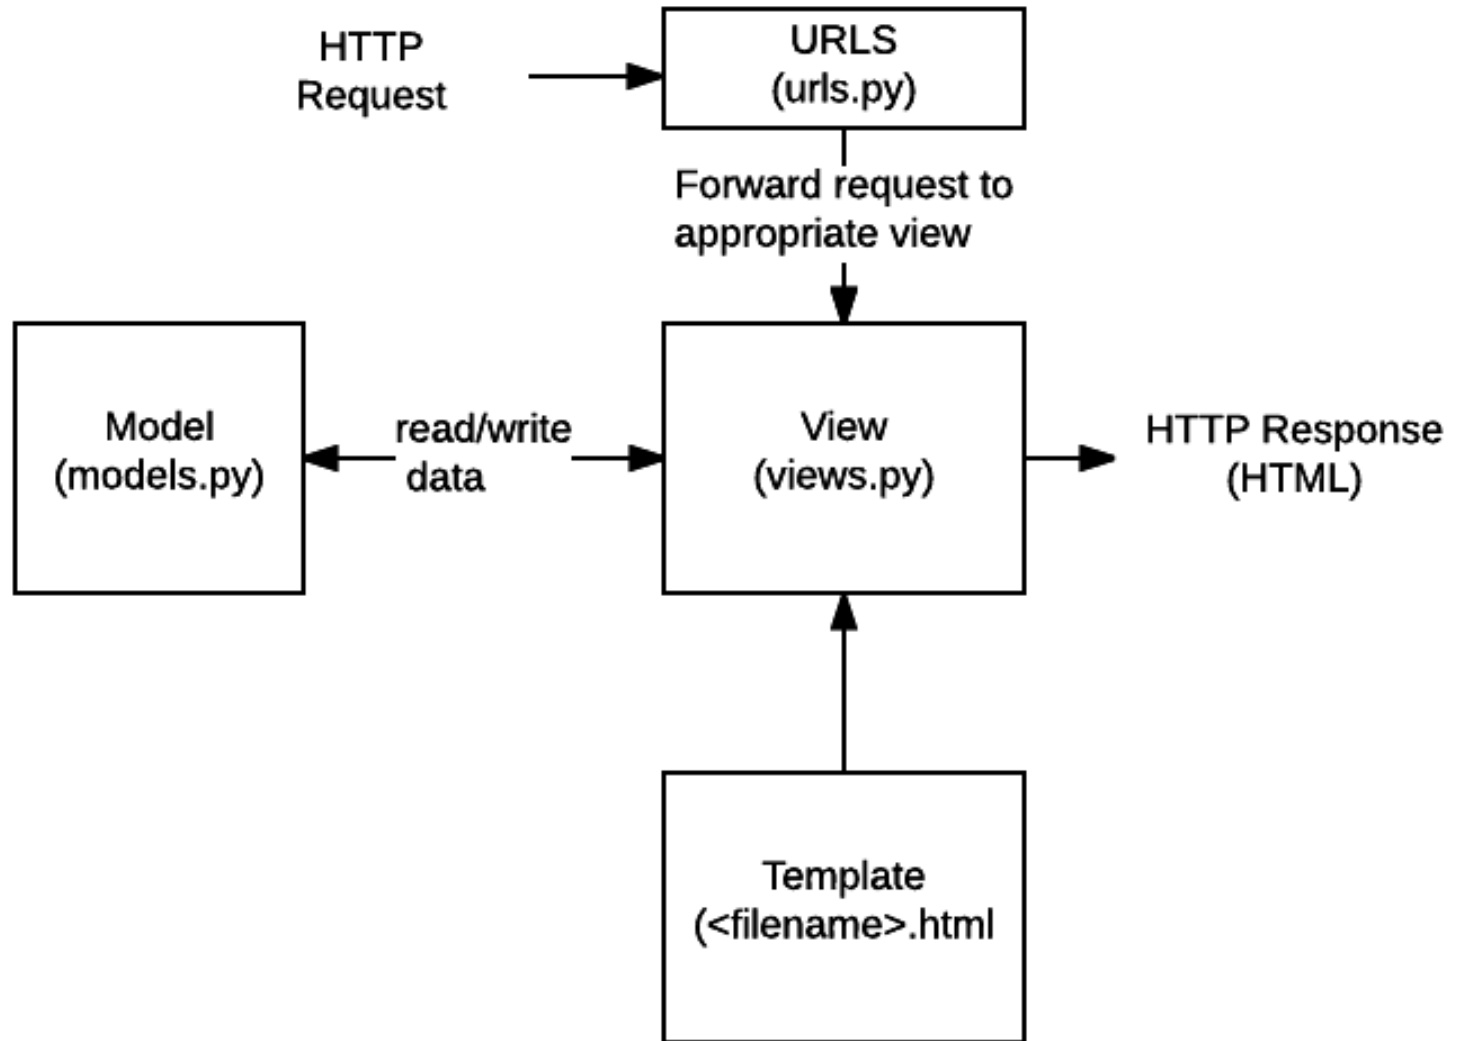 HTTP
Request
URLS
(urls.py)
Forward request to
appropriate view
Model
(models.py)
read/write
data
View
(views.py)
HTTP Response
(HTML)
Template
(<filename>.html